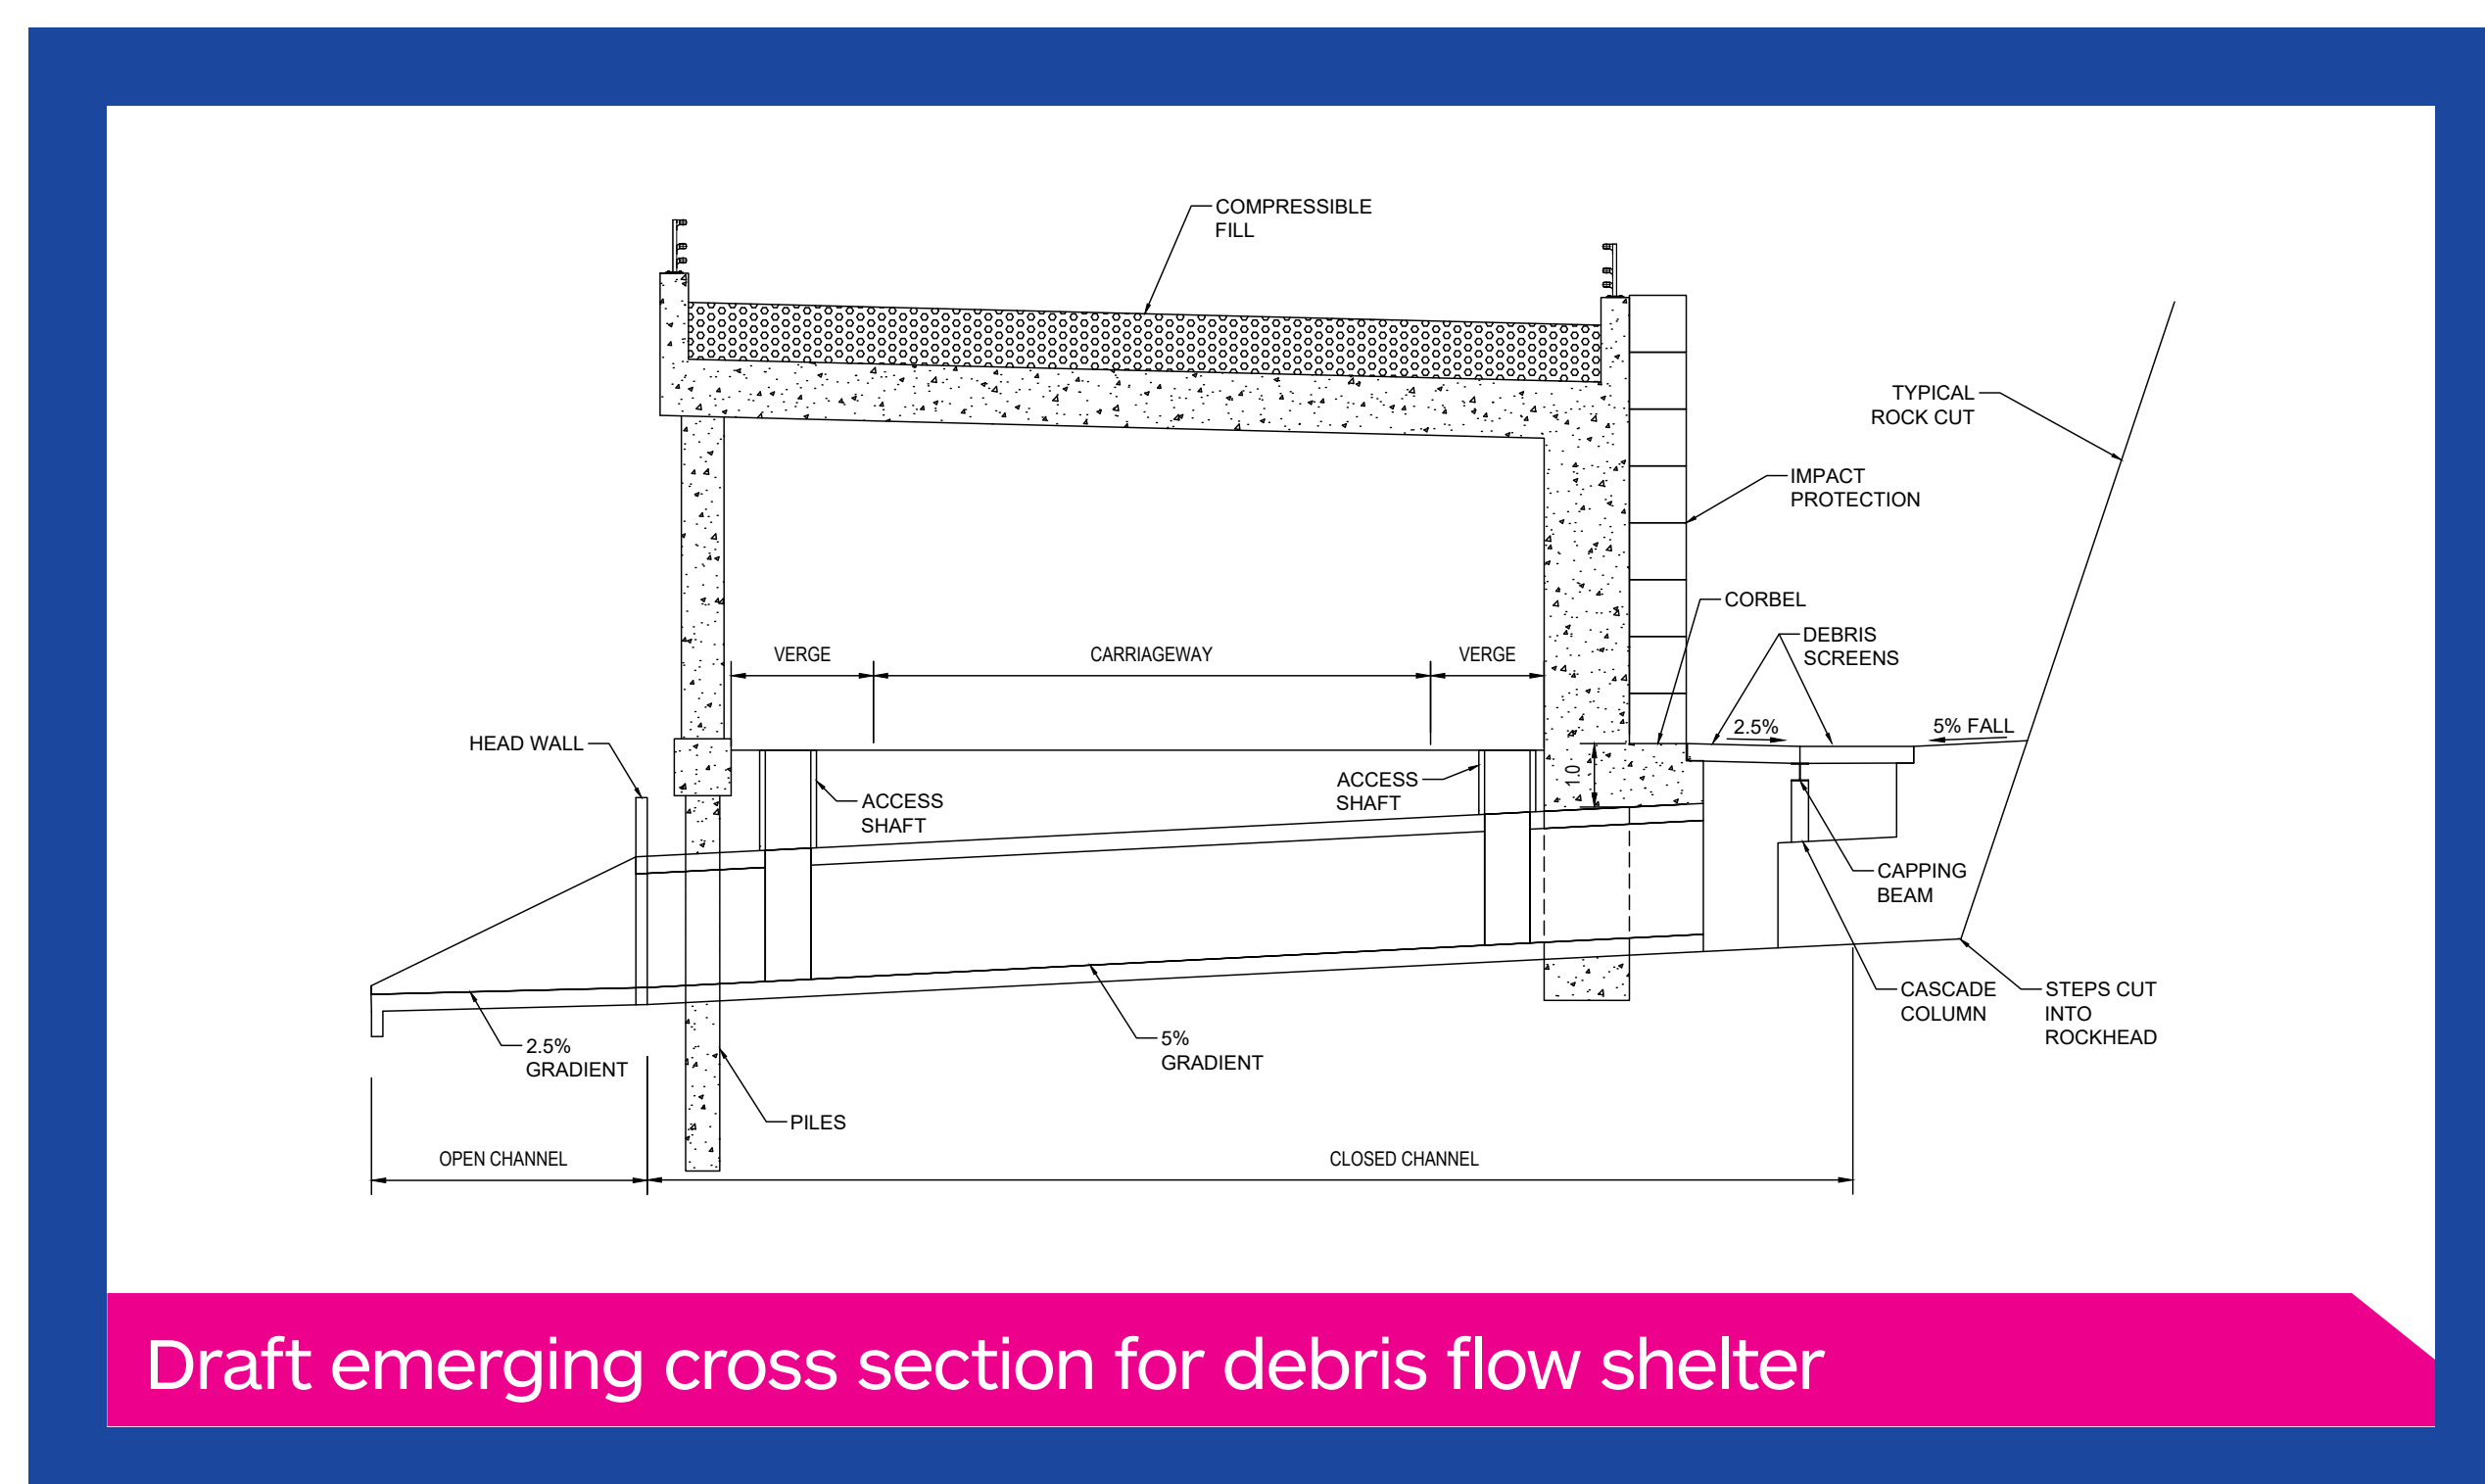 COMPRESSIBLE
FILL
TYPICAL
ROCK CUT
IMPACT
PROTECTION
CORBEL
DEBRIS
SCREENS
VERGE
CARRIAGEWAY
VERGE
2.5%
5% FALL
HEAD WALL
1.0
ACCESS
SHAFT
ACCESS
SHAFT
CAPPING
BEAM
CASCADE
COLUMN
STEPS CUT
INTO
ROCKHEAD
2.5%
GRADIENT
5%
GRADIENT
PILES
OPEN CHANNEL
CLOSED CHANNEL
Draft emerging cross section for debris flow shelter